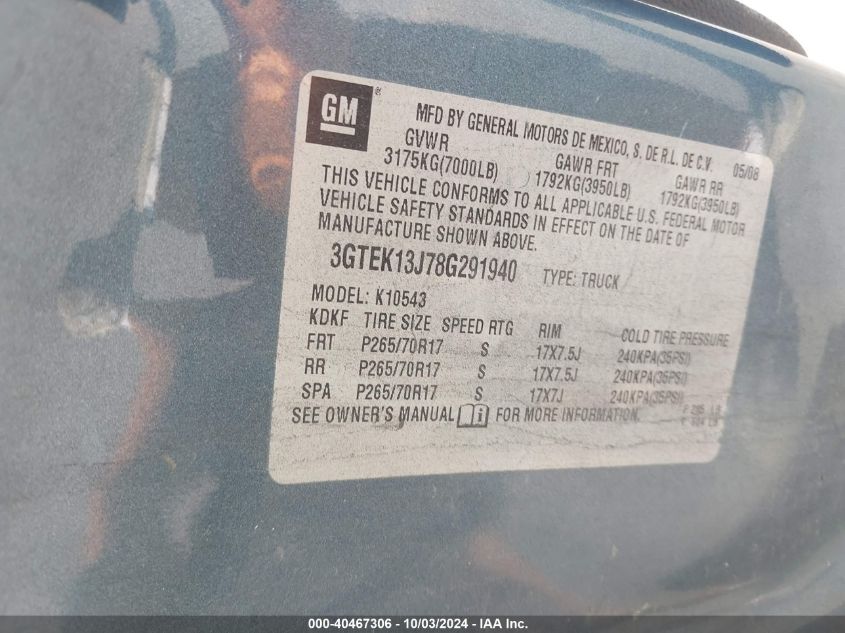 GM ®
MFD BY GENERAL MOTORS DE MEXICO, S. DE R.L. DE C.V. 05/08
GVWR GAWR FRT GAWR RR
3175KG(7000LB) 1792KG(3950LB) 1792KG(3950LB)
THIS VEHICLE CONFORMS TO ALL APPLICABLE U.S. FEDERAL MOTOR
VEHICLE SAFETY STANDARDS IN EFFECT ON THE DATE OF
MANUFACTURE SHOWN ABOVE.
3GTEK13J78G291940 TYPE: TRUCK
MODEL: K10543
KDKF TIRE SIZE SPEED RTG RIM COLD TIRE PRESSURE
FRT P265/70R17 S 17X7.5J 240KPA(35PSI)
RR P265/70R17 S 17X7.5J 240KPA(35PSI)
SPA P265/70R17 S 17X7J 240KPA(35PSI)
SEE OWNER'S MANUAL i FOR MORE INFORMATION.
000-40467306 - 10/03/2024 - IAAI Inc.